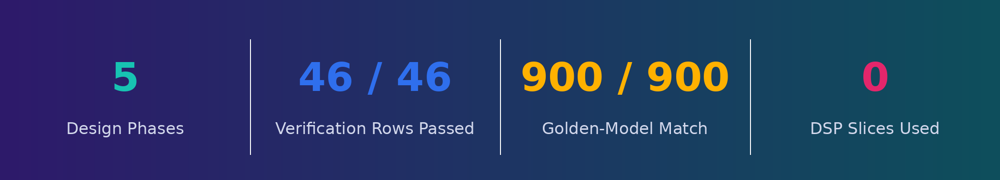 5
Design Phases
46 / 46
Verification Rows Passed
900 / 900
Golden-Model Match
0
DSP Slices Used